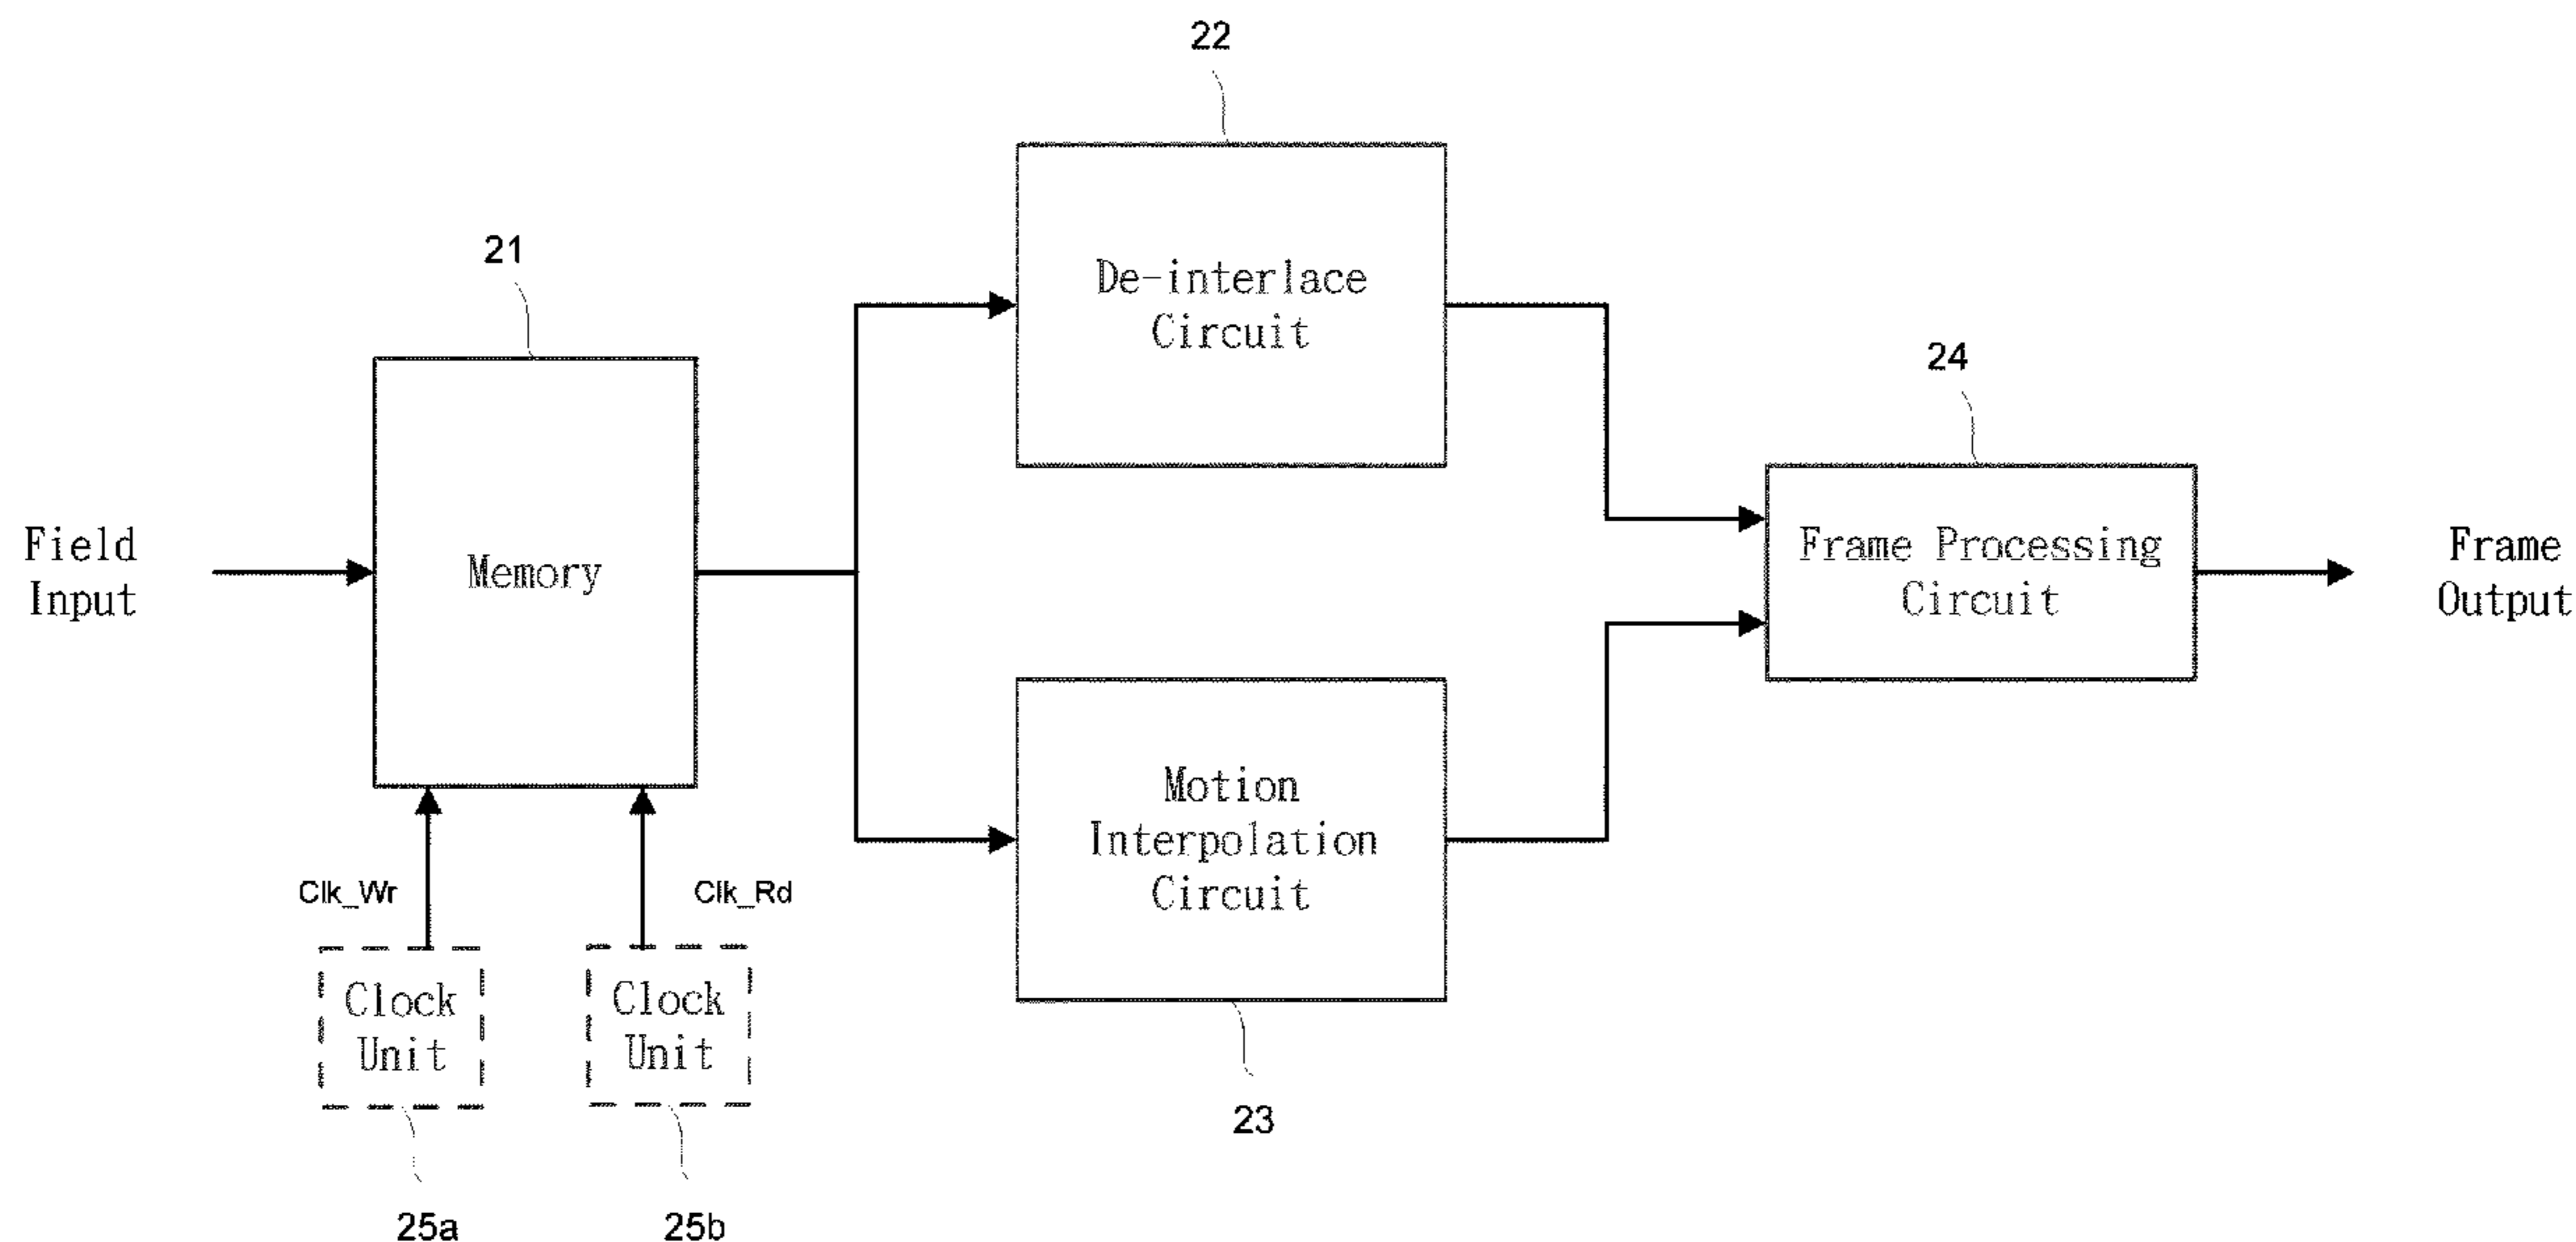 22
De-interlace
Circuit
21
24
Field
Input
Memory
Frame Processing
Circuit
Frame
Output
Motion
Interpolation
Circuit
Clk_Wr
Clk_Rd
Clock
Unit
Clock
Unit
23
25a
25b